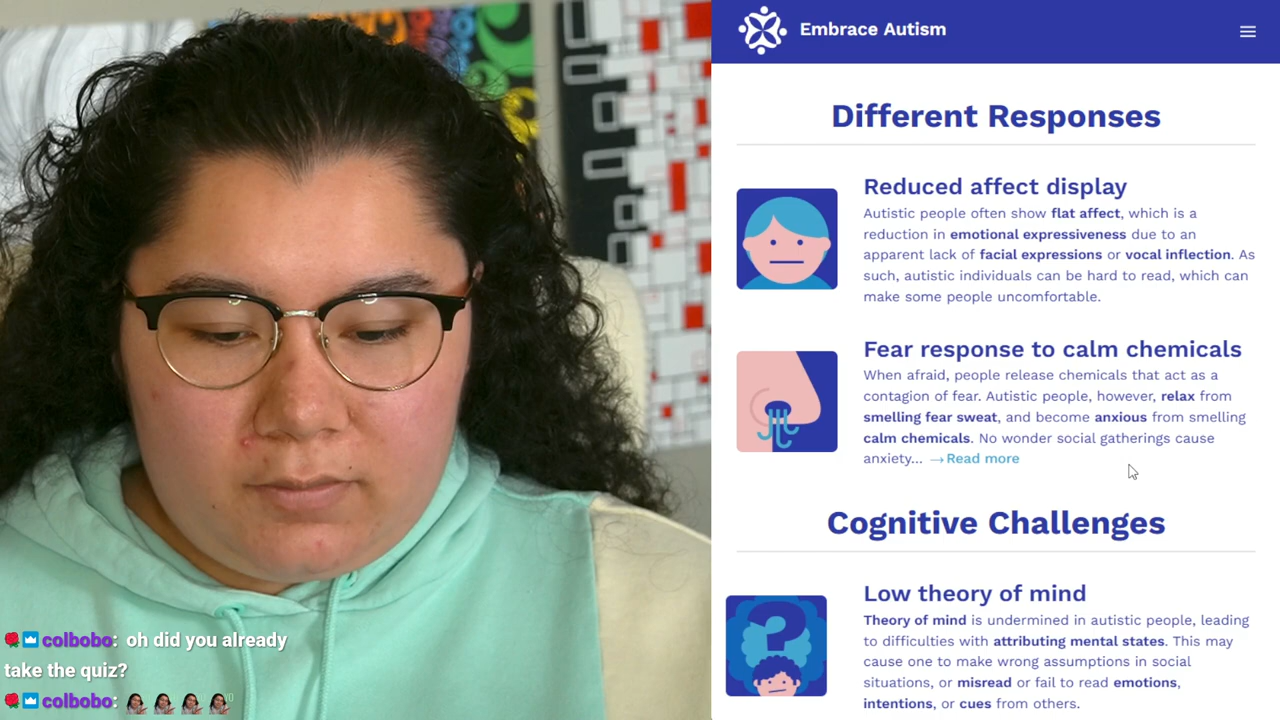 Embrace Autism
Different Responses
Reduced affect display
Autistic people often show flat affect, which is a
reduction in emotional expressiveness due to an
apparent lack of facial expressions or vocal inflection. As
such, autistic individuals can be hard to read, which can
make some people uncomfortable.
Fear response to calm chemicals
When afraid, people release chemicals that act as a
contagion of fear. Autistic people, however, relax from
smelling fear sweat, and become anxious from smelling
calm chemicals. No wonder social gatherings cause
anxiety... →Read more
Cognitive Challenges
Low theory of mind
Theory of mind is undermined in autistic people, leading
to difficulties with attributing mental states. This may
cause one to make wrong assumptions in social
situations, or misread or fail to read emotions,
intentions, or cues from others.
colbobo: oh did you already
take the quiz?
colbobo: